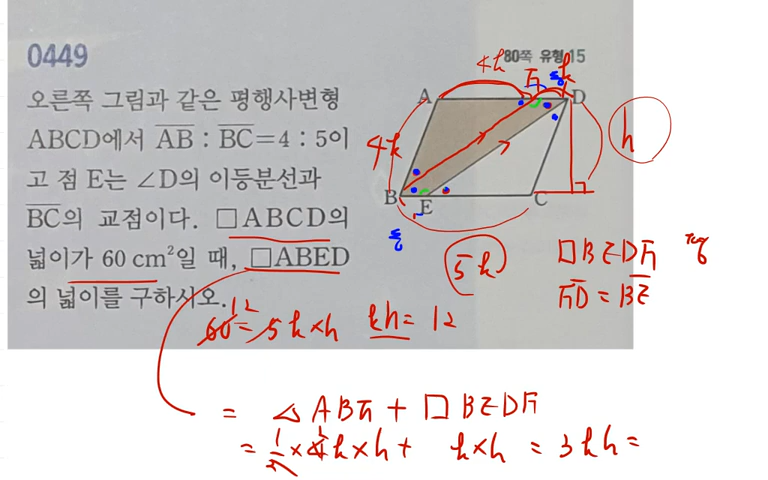 0449
80쪽 유형 15
오른쪽 그림과 같은 평행사변형
ABCD에서 AB : BC=4 : 5이
고 점 E는 ∠D의 이등분선과
BC의 교점이다. □ABCD의
넓이가 60 cm²일 때, □ABED
의 넓이를 구하시오.
A
D
B
E
C
4k
k
4k
h
5k
□BEDF 평
FD = BE
12
60 = 5k×h kh = 12
= △ABF + □BEDF
= 1/2 × 4k × h + k×h = 3kh =